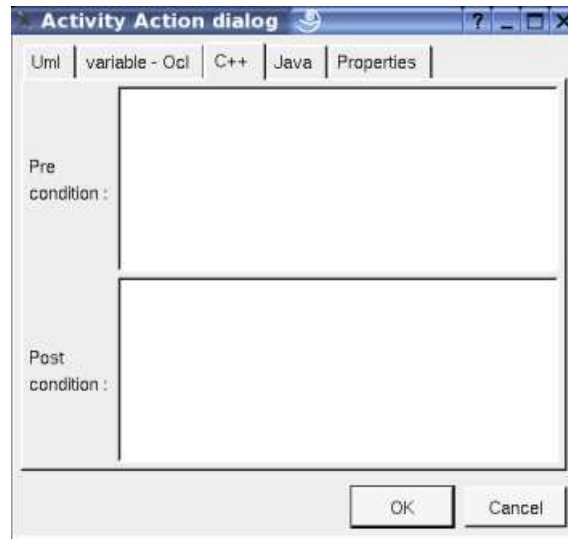 Activity Action dialog ?
Uml variable - Ocl C++ Java Properties
Pre
condition :
Post
condition :
OK Cancel